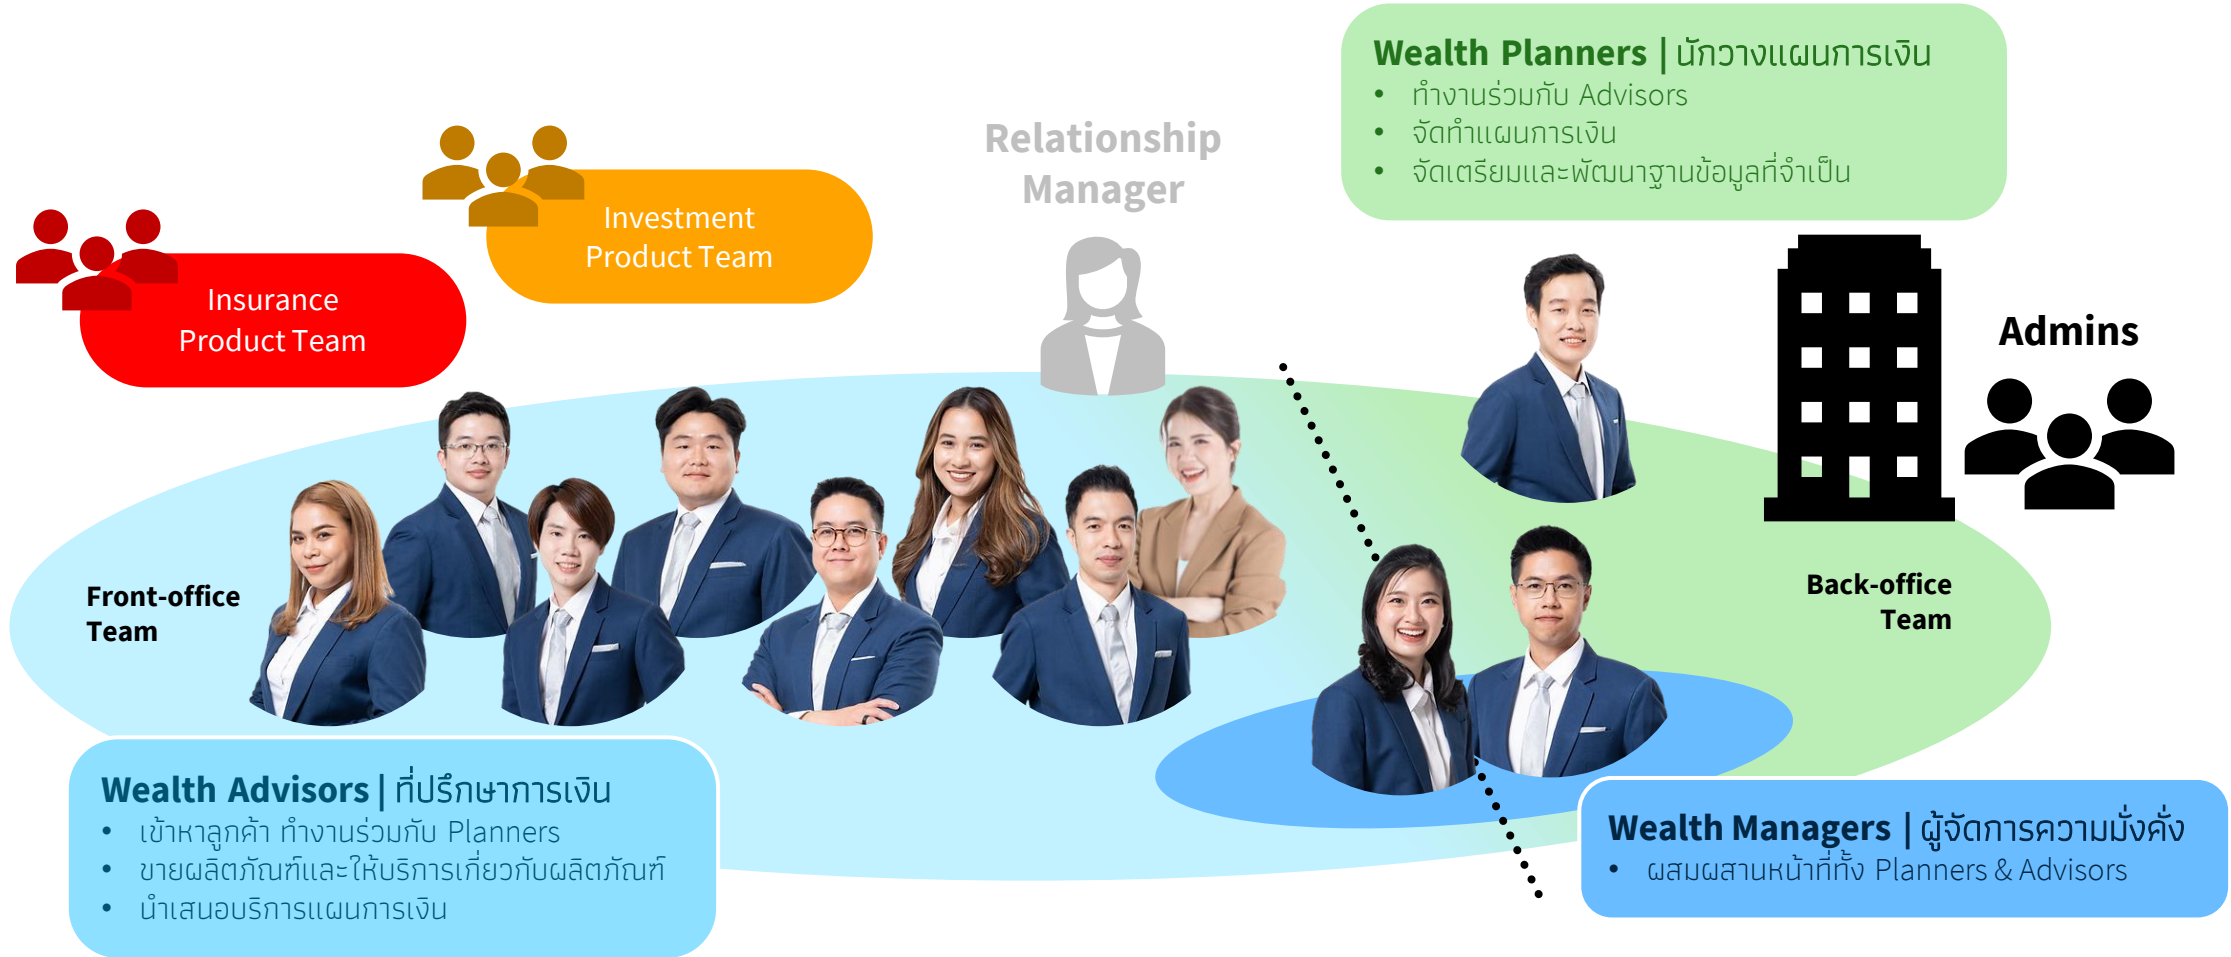 Wealth Planners | นักวางแผนการเงิน
• ทำงานร่วมกับ Advisors
• จัดทำแผนการเงิน
• จัดเตรียมและพัฒนาฐานข้อมูลที่จำเป็น
Relationship
Manager
Investment
Product Team
Insurance
Product Team
Admins
Front-office
Team
Back-office
Team
Wealth Advisors | ที่ปรึกษาการเงิน
• เข้าหาลูกค้า ทำงานร่วมกับ Planners
• ขายผลิตภัณฑ์และให้บริการเกี่ยวกับผลิตภัณฑ์
• นำเสนอบริการแผนการเงิน
Wealth Managers | ผู้จัดการความมั่งคั่ง
• ผสมผสานหน้าที่ทั้ง Planners & Advisors